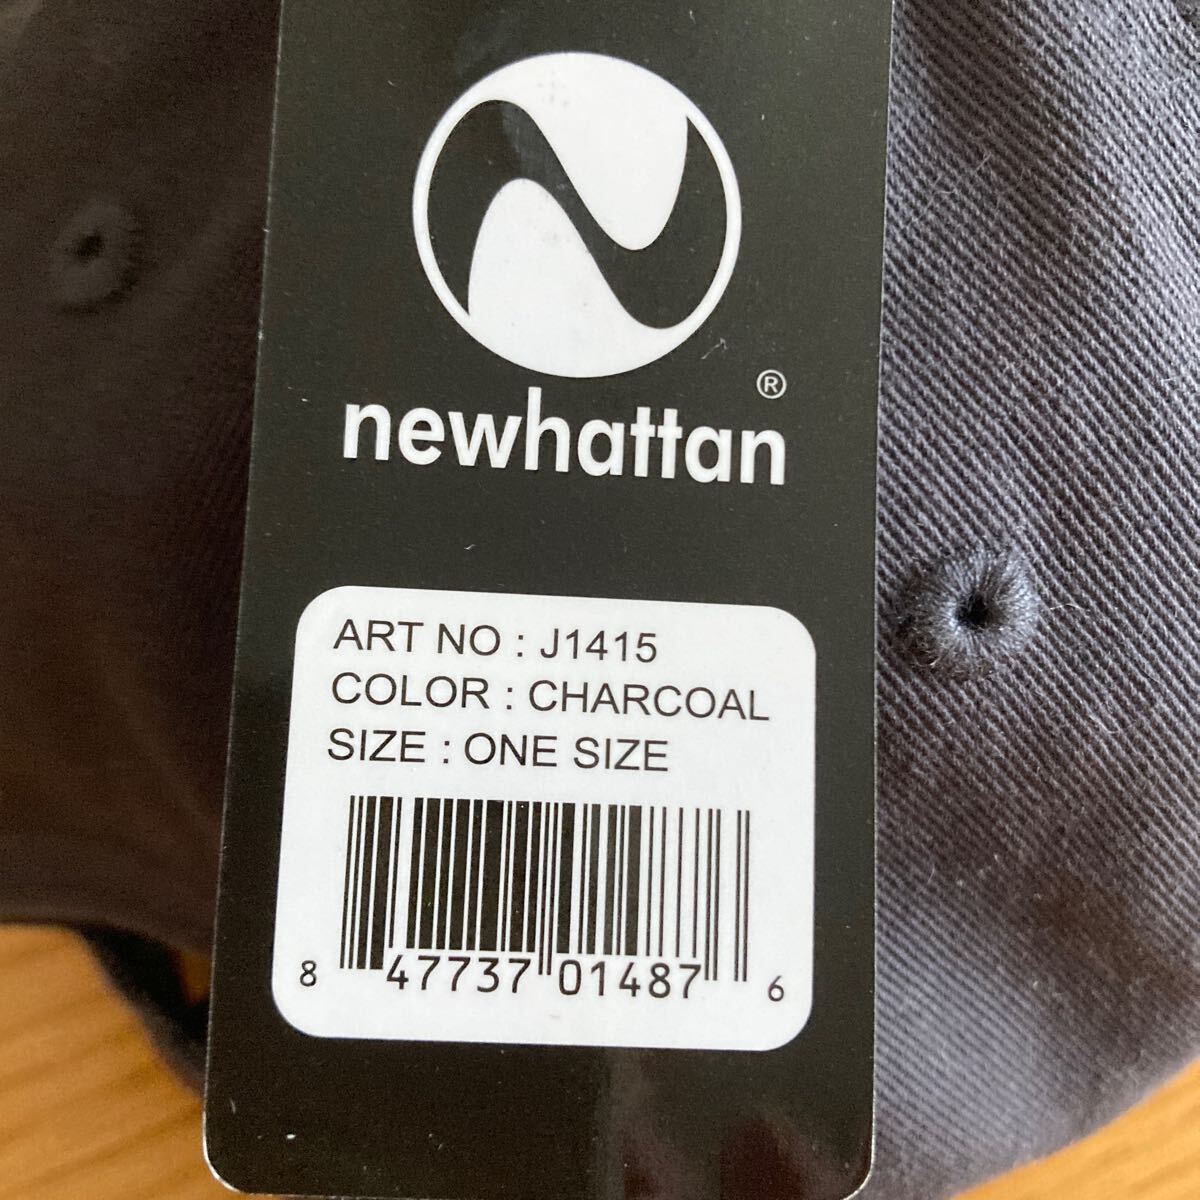 ®
newhattan
ART NO : J1415
COLOR : CHARCOAL
SIZE : ONE SIZE
8 47737 01487 6